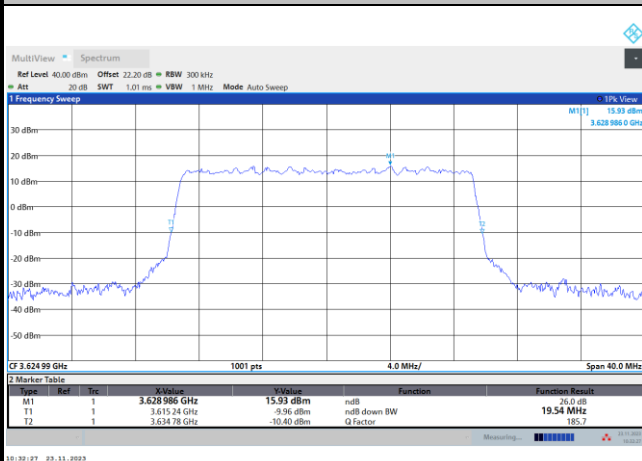 MultiView Spectrum
Ref Level 40.00 dBm Offset 22.20 dB RBW 300 kHz
Att 20 dB SWT 1.01 ms VBW 1 MHz Mode Auto Sweep
1 Frequency Sweep 1Pk View
M1[1] 15.93 dBm
3.628 986 0 GHz
30 dBm
20 dBm
M1
10 dBm
0 dBm
T1 T2
-10 dBm
-20 dBm
-30 dBm
-40 dBm
-50 dBm
CF 3.624 99 GHz 1001 pts 4.0 MHz/ Span 40.0 MHz
2 Marker Table
Type Ref Trc X-Value Y-Value Function Function Result
M1 1 3.628 986 GHz 15.93 dBm ndB 26.0 dB
T1 1 3.615 24 GHz -9.96 dBm ndB down BW 19.54 MHz
T2 1 3.634 78 GHz -10.40 dBm Q Factor 185.7
Measuring... 23.11.2023
10:32:27
10:32:27 23.11.2023